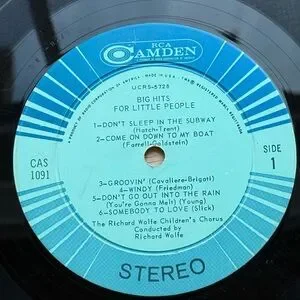 RCA
CAMDEN
UCRS-5728
BIG HITS
FOR LITTLE PEOPLE
1—DON'T SLEEP IN THE SUBWAY
(Hatch-Trent)
2—COME ON DOWN TO MY BOAT
(Farrell-Goldstein)
CAS
1091
SIDE
1
3—GROOVIN' (Cavaliere-Brigati)
4—WINDY (Friedman)
5—DON'T GO OUT INTO THE RAIN
(You're Gonna Melt) (Young)
6—SOMEBODY TO LOVE (Slick)
The Richard Wolfe Children's Chorus
Conducted by
Richard Wolfe
STEREO